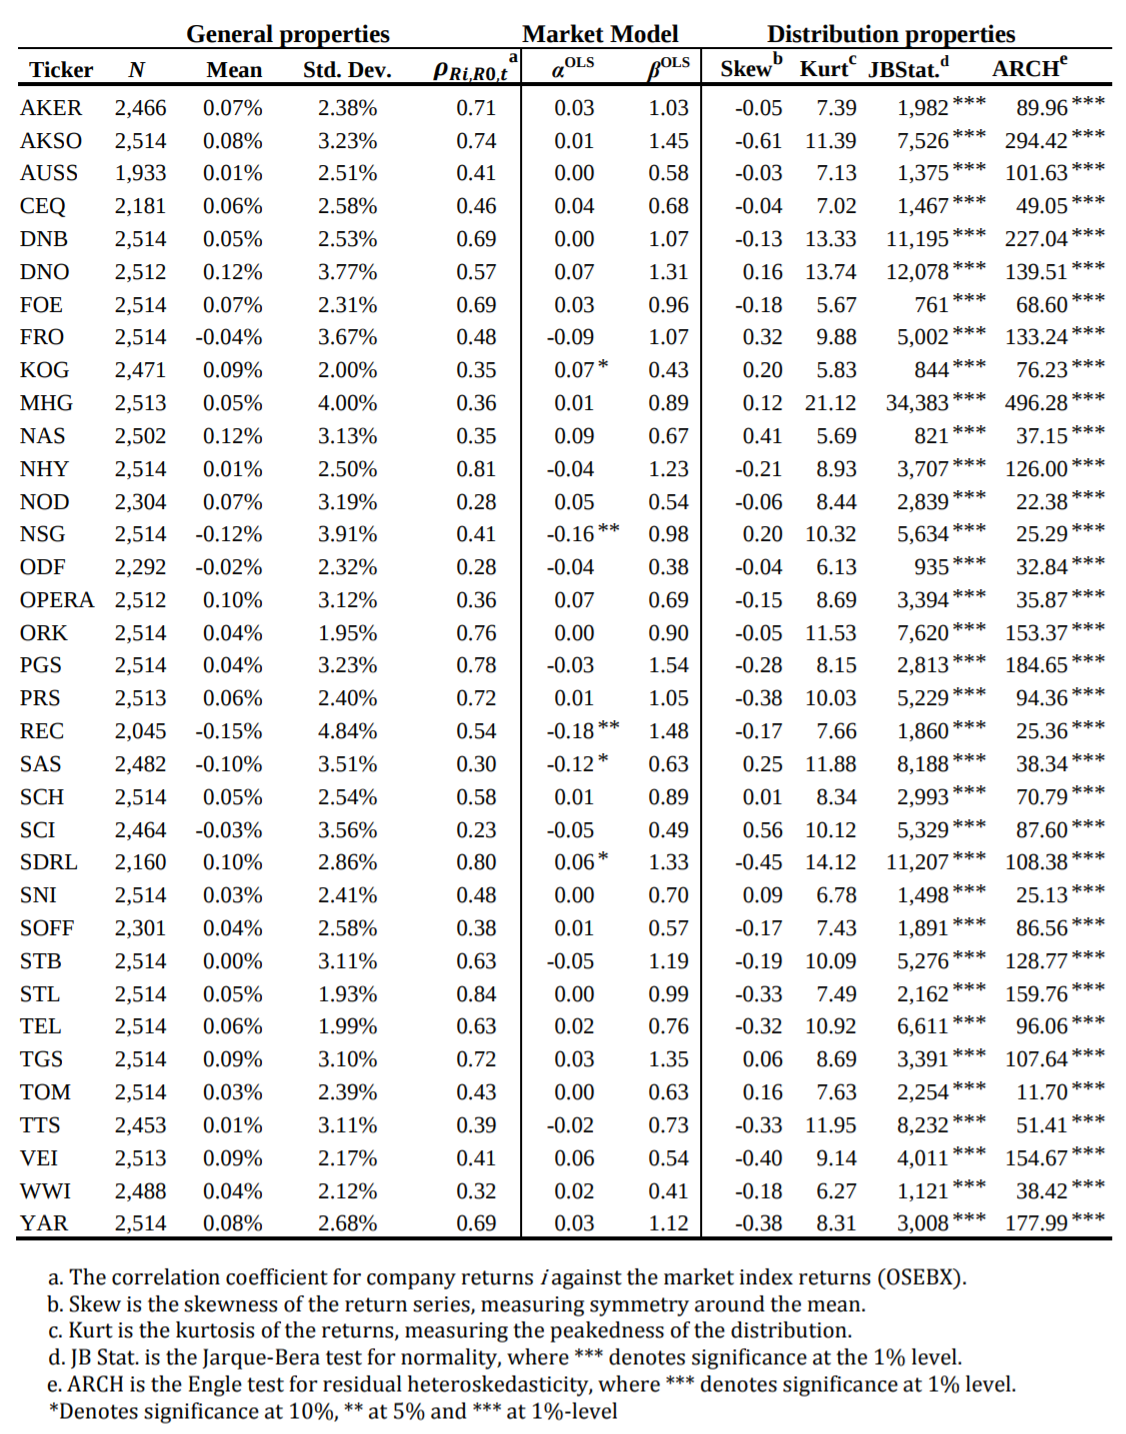 General properties Market Model Distribution properties
Ticker N Mean Std. Dev. ρRi,R0,t a αOLS βOLS Skewb Kurtc JBStat.d ARCHe
AKER 2,466 0.07% 2.38% 0.71 0.03 1.03 -0.05 7.39 1,982*** 89.96***
AKSO 2,514 0.08% 3.23% 0.74 0.01 1.45 -0.61 11.39 7,526*** 294.42***
AUSS 1,933 0.01% 2.51% 0.41 0.00 0.58 -0.03 7.13 1,375*** 101.63***
CEQ 2,181 0.06% 2.58% 0.46 0.04 0.68 -0.04 7.02 1,467*** 49.05***
DNB 2,514 0.05% 2.53% 0.69 0.00 1.07 -0.13 13.33 11,195*** 227.04***
DNO 2,512 0.12% 3.77% 0.57 0.07 1.31 0.16 13.74 12,078*** 139.51***
FOE 2,514 0.07% 2.31% 0.69 0.03 0.96 -0.18 5.67 761*** 68.60***
FRO 2,514 -0.04% 3.67% 0.48 -0.09 1.07 0.32 9.88 5,002*** 133.24***
KOG 2,471 0.09% 2.00% 0.35 0.07* 0.43 0.20 5.83 844*** 76.23***
MHG 2,513 0.05% 4.00% 0.36 0.01 0.89 0.12 21.12 34,383*** 496.28***
NAS 2,502 0.12% 3.13% 0.35 0.09 0.67 0.41 5.69 821*** 37.15***
NHY 2,514 0.01% 2.50% 0.81 -0.04 1.23 -0.21 8.93 3,707*** 126.00***
NOD 2,304 0.07% 3.19% 0.28 0.05 0.54 -0.06 8.44 2,839*** 22.38***
NSG 2,514 -0.12% 3.91% 0.41 -0.16** 0.98 0.20 10.32 5,634*** 25.29***
ODF 2,292 -0.02% 2.32% 0.28 -0.04 0.38 -0.04 6.13 935*** 32.84***
OPERA 2,512 0.10% 3.12% 0.36 0.07 0.69 -0.15 8.69 3,394*** 35.87***
ORK 2,514 0.04% 1.95% 0.76 0.00 0.90 -0.05 11.53 7,620*** 153.37***
PGS 2,514 0.04% 3.23% 0.78 -0.03 1.54 -0.28 8.15 2,813*** 184.65***
PRS 2,513 0.06% 2.40% 0.72 0.01 1.05 -0.38 10.03 5,229*** 94.36***
REC 2,045 -0.15% 4.84% 0.54 -0.18** 1.48 -0.17 7.66 1,860*** 25.36***
SAS 2,482 -0.10% 3.51% 0.30 -0.12* 0.63 0.25 11.88 8,188*** 38.34***
SCH 2,514 0.05% 2.54% 0.58 0.01 0.89 0.01 8.34 2,993*** 70.79***
SCI 2,464 -0.03% 3.56% 0.23 -0.05 0.49 0.56 10.12 5,329*** 87.60***
SDRL 2,160 0.10% 2.86% 0.80 0.06* 1.33 -0.45 14.12 11,207*** 108.38***
SNI 2,514 0.03% 2.41% 0.48 0.00 0.70 0.09 6.78 1,498*** 25.13***
SOFF 2,301 0.04% 2.58% 0.38 0.01 0.57 -0.17 7.43 1,891*** 86.56***
STB 2,514 0.00% 3.11% 0.63 -0.05 1.19 -0.19 10.09 5,276*** 128.77***
STL 2,514 0.05% 1.93% 0.84 0.00 0.99 -0.33 7.49 2,162*** 159.76***
TEL 2,514 0.06% 1.99% 0.63 0.02 0.76 -0.32 10.92 6,611*** 96.06***
TGS 2,514 0.09% 3.10% 0.72 0.03 1.35 0.06 8.69 3,391*** 107.64***
TOM 2,514 0.03% 2.39% 0.43 0.00 0.63 0.16 7.63 2,254*** 11.70***
TTS 2,453 0.01% 3.11% 0.39 -0.02 0.73 -0.33 11.95 8,232*** 51.41***
VEI 2,513 0.09% 2.17% 0.41 0.06 0.54 -0.40 9.14 4,011*** 154.67***
WWI 2,488 0.04% 2.12% 0.32 0.02 0.41 -0.18 6.27 1,121*** 38.42***
YAR 2,514 0.08% 2.68% 0.69 0.03 1.12 -0.38 8.31 3,008*** 177.99***
a. The correlation coefficient for company returns i against the market index returns (OSEBX).
b. Skew is the skewness of the return series, measuring symmetry around the mean.
c. Kurt is the kurtosis of the returns, measuring the peakedness of the distribution.
d. JB Stat. is the Jarque-Bera test for normality, where *** denotes significance at the 1% level.
e. ARCH is the Engle test for residual heteroskedasticity, where *** denotes significance at 1% level.
*Denotes significance at 10%, ** at 5% and *** at 1%-level